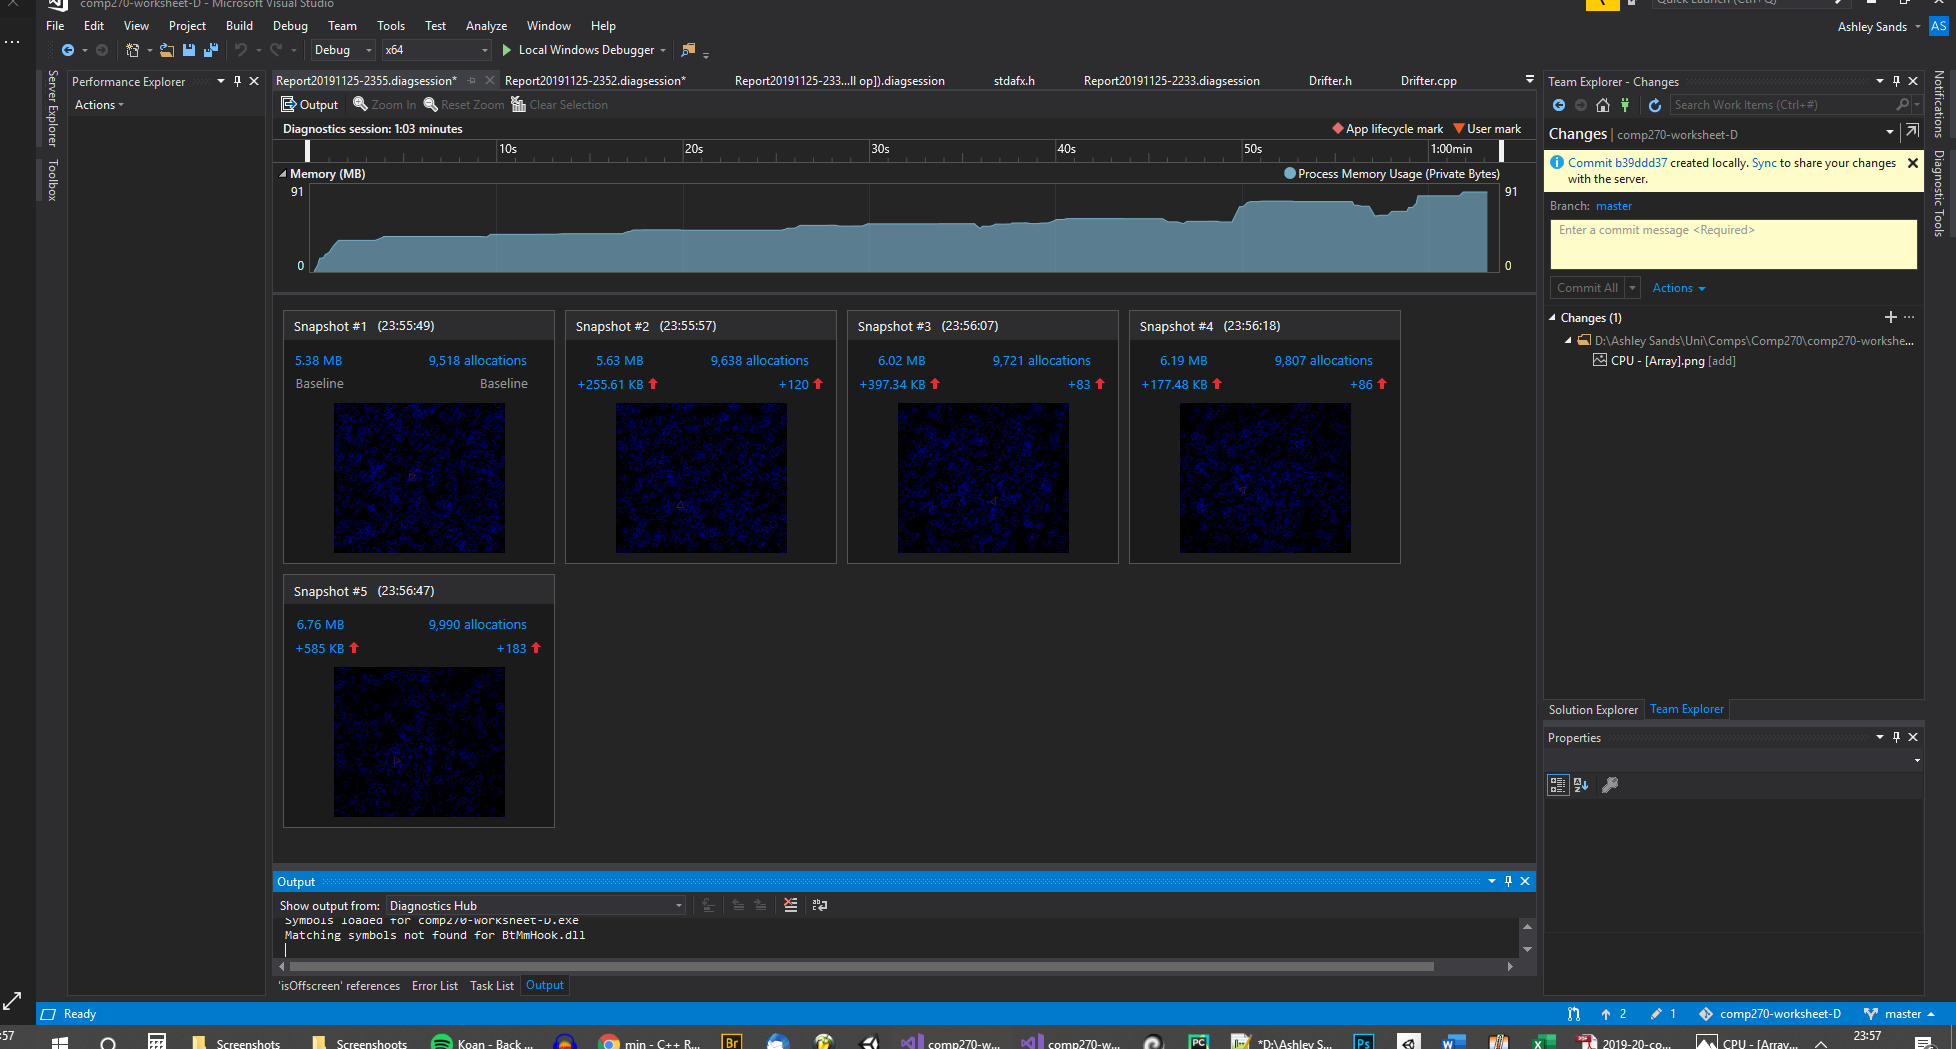 comp270-worksheet-D - Microsoft Visual Studio
Quick Launch (Ctrl+Q)
File Edit View Project Build Debug Team Tools Test Analyze Window Help
Ashley Sands AS
Debug x64 Local Windows Debugger
Server Explorer
Toolbox
Performance Explorer
Actions
Report20191125-2355.diagsession* Report20191125-2352.diagsession* Report20191125-233...ll op]).diagsession stdafx.h Report20191125-2233.diagsession Drifter.h Drifter.cpp
Output Zoom In Reset Zoom Clear Selection
Diagnostics session: 1:03 minutes
App lifecycle mark User mark
10s 20s 30s 40s 50s 1:00min
Memory (MB)
Process Memory Usage (Private Bytes)
91 91
0 0
Snapshot #1 (23:55:49)
5.38 MB 9,518 allocations
Baseline Baseline
Snapshot #2 (23:55:57)
5.63 MB 9,638 allocations
+255.61 KB +120
Snapshot #3 (23:56:07)
6.02 MB 9,721 allocations
+397.34 KB +83
Snapshot #4 (23:56:18)
6.19 MB 9,807 allocations
+177.48 KB +86
Snapshot #5 (23:56:47)
6.76 MB 9,990 allocations
+585 KB +183
Output
Show output from: Diagnostics Hub
Symbols loaded for comp270-worksheet-D.exe
Matching symbols not found for BtMmHook.dll
'isOffscreen' references Error List Task List Output
Team Explorer - Changes
Search Work Items (Ctrl+#)
Changes | comp270-worksheet-D
Commit b39ddd37 created locally. Sync to share your changes
with the server.
Branch: master
Enter a commit message <Required>
Commit All Actions
Changes (1)
D:\Ashley Sands\Uni\Comps\Comp270\comp270-workshe...
CPU - [Array].png [add]
Solution Explorer Team Explorer
Properties
Notifications
Diagnostic Tools
Ready
2 1 comp270-worksheet-D master
:57
Screenshots Screenshoots Koan - Back ... min - C++ R... Br comp270-w... comp270-w... PC *D:\Ashley S... Ps 2019-20-co... CPU - [Array... 23:57